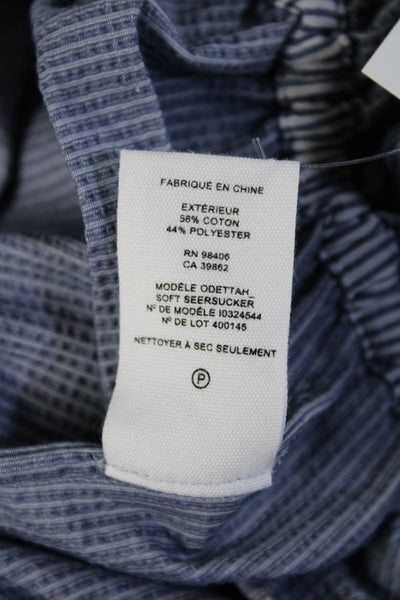 FABRIQUÉ EN CHINE
EXTÉRIEUR
56% COTON
44% POLYESTER
RN 98406
CA 39862
MODÈLE ODETTAH_
SOFT SEERSUCKER
Nº DE MODÈLE I0324544
Nº DE LOT 400145
NETTOYER À SEC SEULEMENT
P